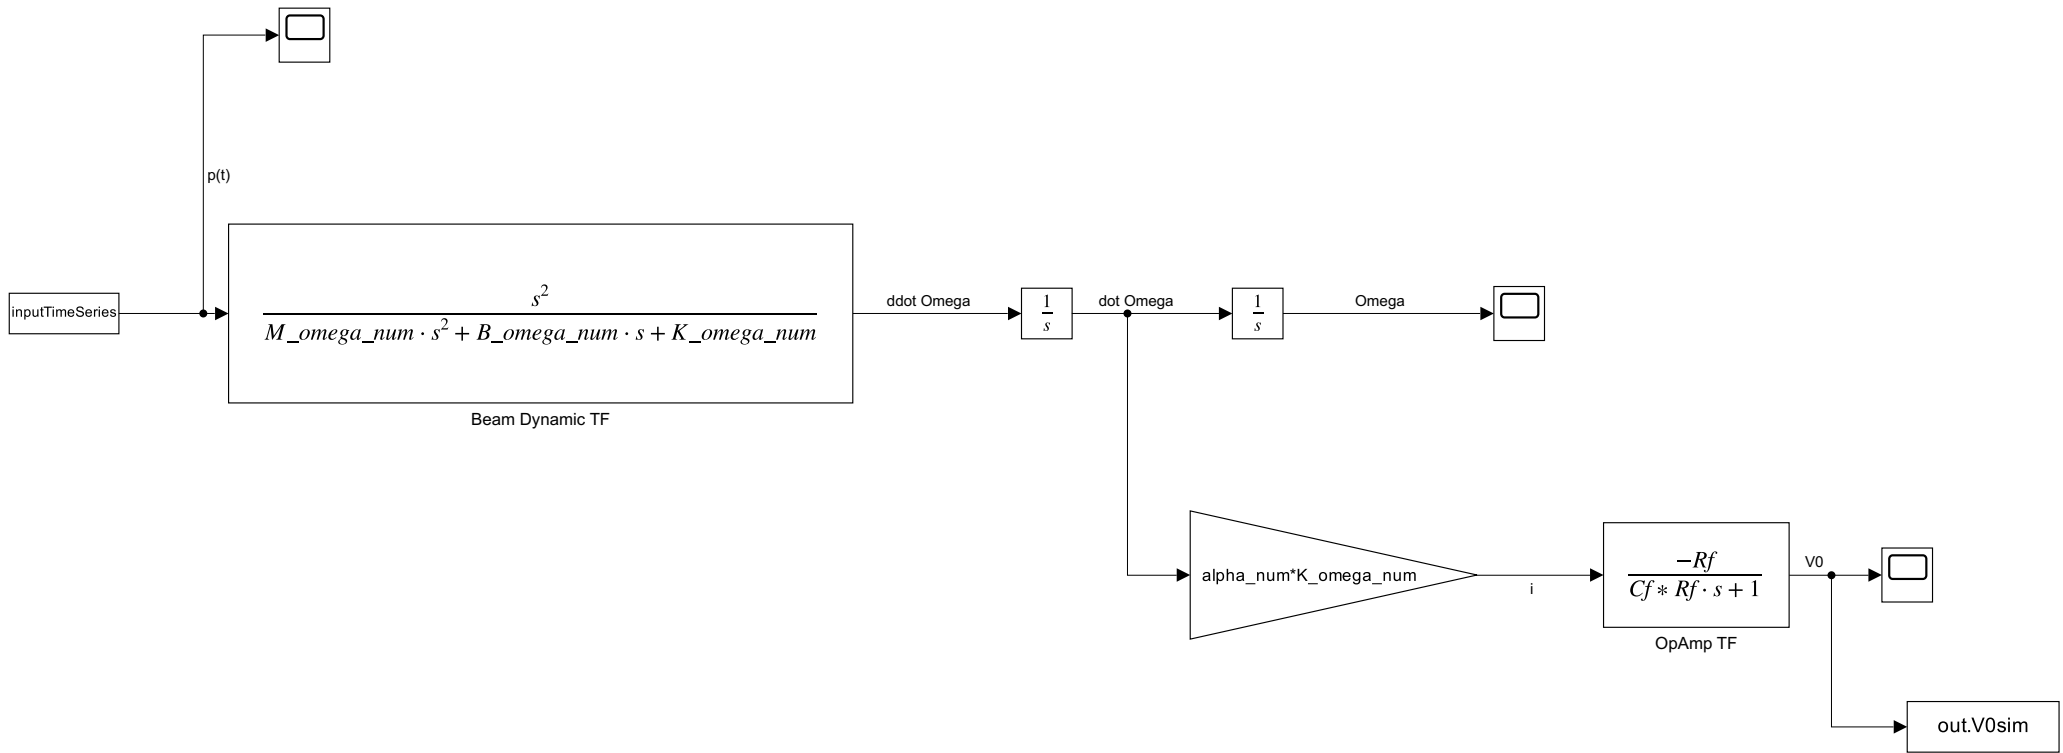 p(t)
inputTimeSeries
s²
M_omega_num · s² + B_omega_num · s + K_omega_num
Beam Dynamic TF
ddot Omega
1
s
dot Omega
1
s
Omega
alpha_num*K_omega_num
i
−Rf
Cf * Rf · s + 1
OpAmp TF
V0
out.V0sim